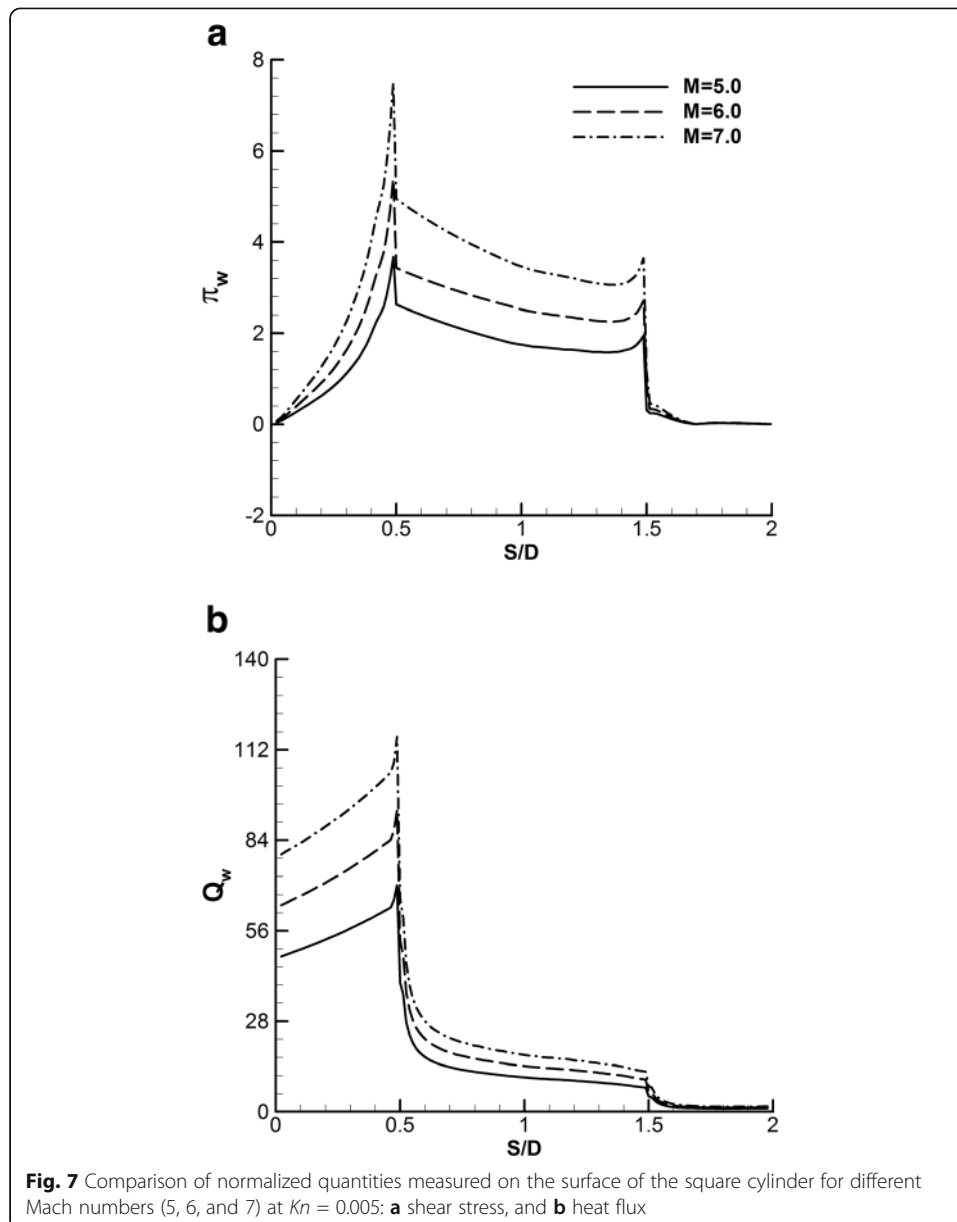 a
8
6
4
2
0
-2
π_w
M=5.0
M=6.0
M=7.0
0
0.5
1
1.5
2
S/D
b
140
112
84
56
28
0
Q_w
0
0.5
1
1.5
2
S/D
Fig. 7 Comparison of normalized quantities measured on the surface of the square cylinder for different
Mach numbers (5, 6, and 7) at Kn = 0.005: a shear stress, and b heat flux